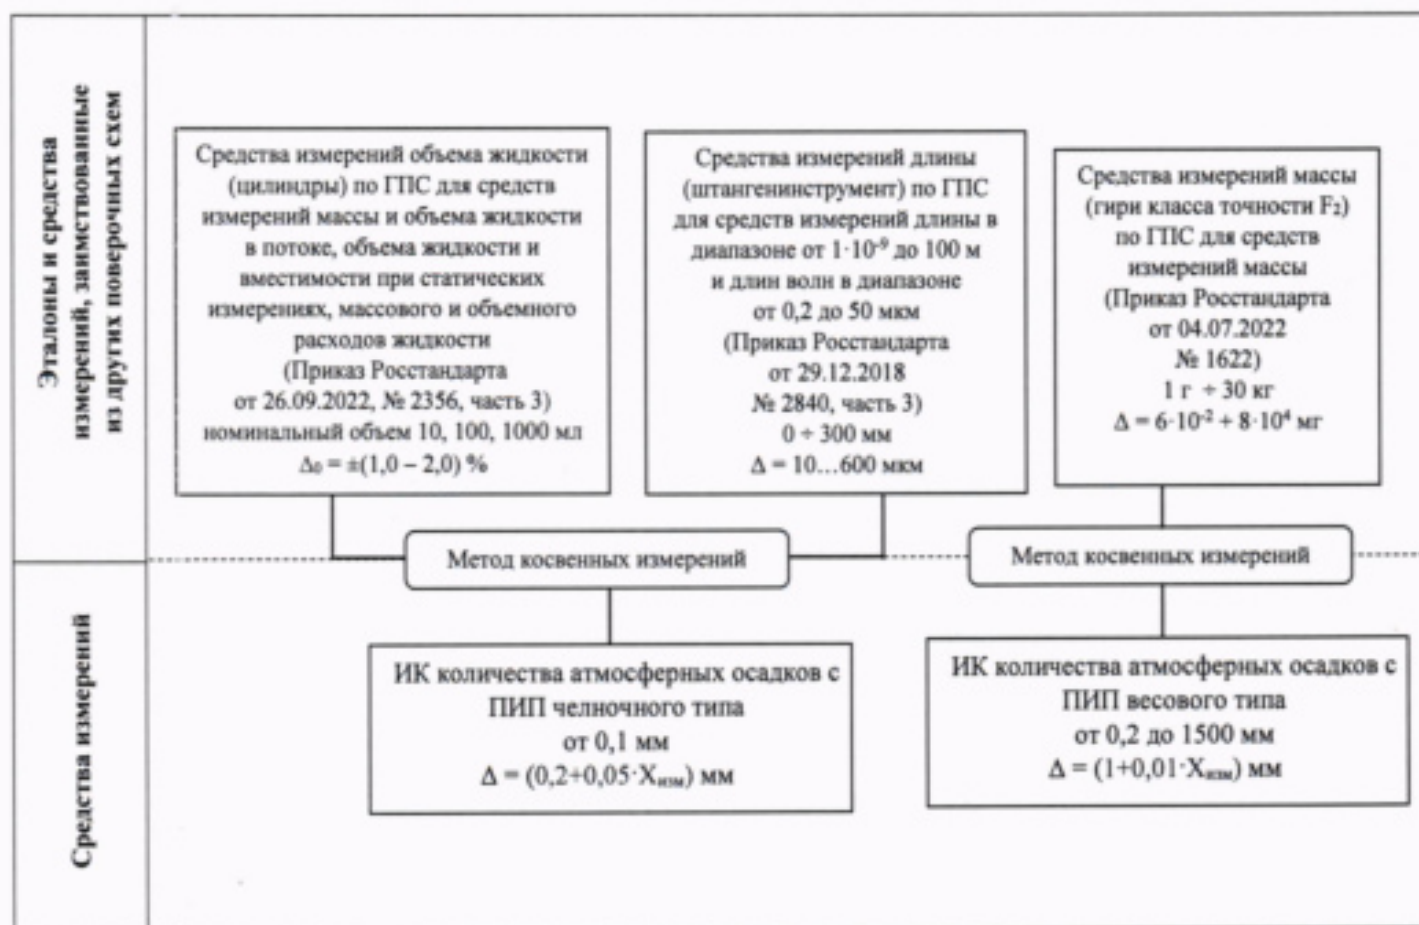 Эталоны и средства
измерений, заимствованные
из других поверочных схем
Средства измерений объема жидкости
(цилиндры) по ГПС для средств
измерений массы и объема жидкости
в потоке, объема жидкости и
вместимости при статических
измерениях, массового и объемного
расходов жидкости
(Приказ Росстандарта
от 26.09.2022, № 2356, часть 3)
номинальный объем 10, 100, 1000 мл
Δ₀ = ±(1,0 – 2,0) %
Средства измерений длины
(штангенинструмент) по ГПС
для средств измерений длины в
диапазоне от 1·10⁻⁹ до 100 м
и длин волн в диапазоне
от 0,2 до 50 мкм
(Приказ Росстандарта
от 29.12.2018
№ 2840, часть 3)
0 ÷ 300 мм
Δ = 10…600 мкм
Средства измерений массы
(гири класса точности F₂)
по ГПС для средств
измерений массы
(Приказ Росстандарта
от 04.07.2022
№ 1622)
1 г ÷ 30 кг
Δ = 6·10⁻² + 8·10⁴ мг
Метод косвенных измерений
Метод косвенных измерений
Средства измерений
ИК количества атмосферных осадков с
ПИП челночного типа
от 0,1 мм
Δ = (0,2+0,05·Xизм) мм
ИК количества атмосферных осадков с
ПИП весового типа
от 0,2 до 1500 мм
Δ = (1+0,01·Xизм) мм